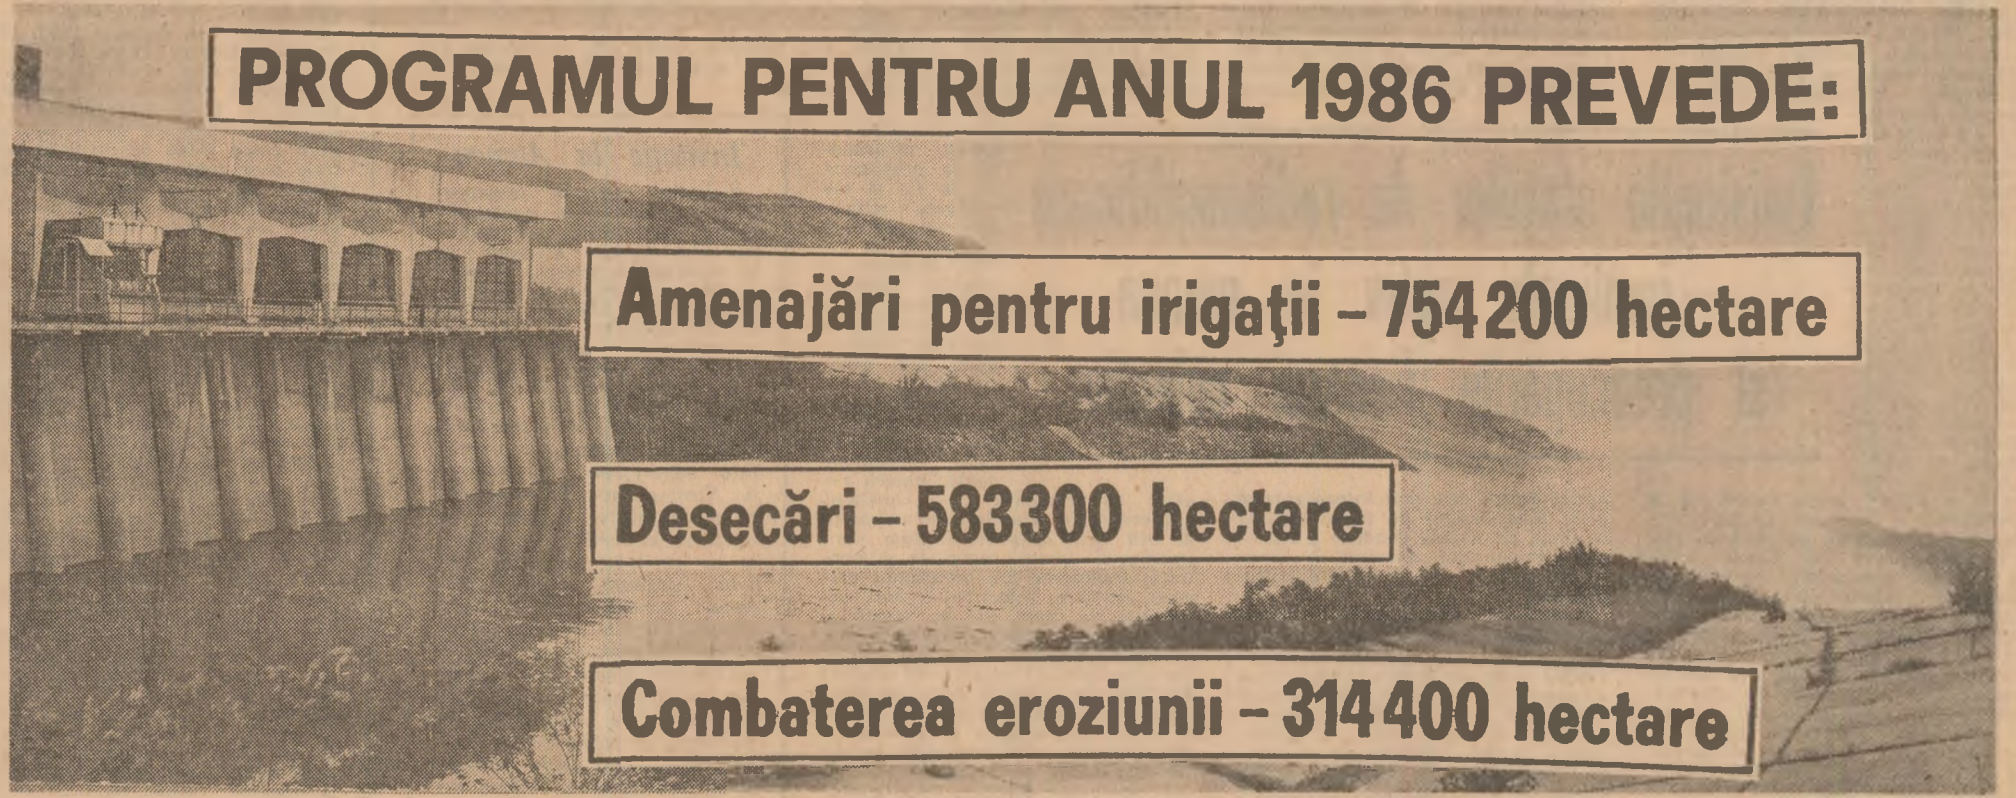 PROGRAMUL PENTRU ANUL 1986 PREVEDE:
Amenajări pentru irigaţii – 754200 hectare
Desecări – 583300 hectare
Combaterea eroziunii – 314400 hectare